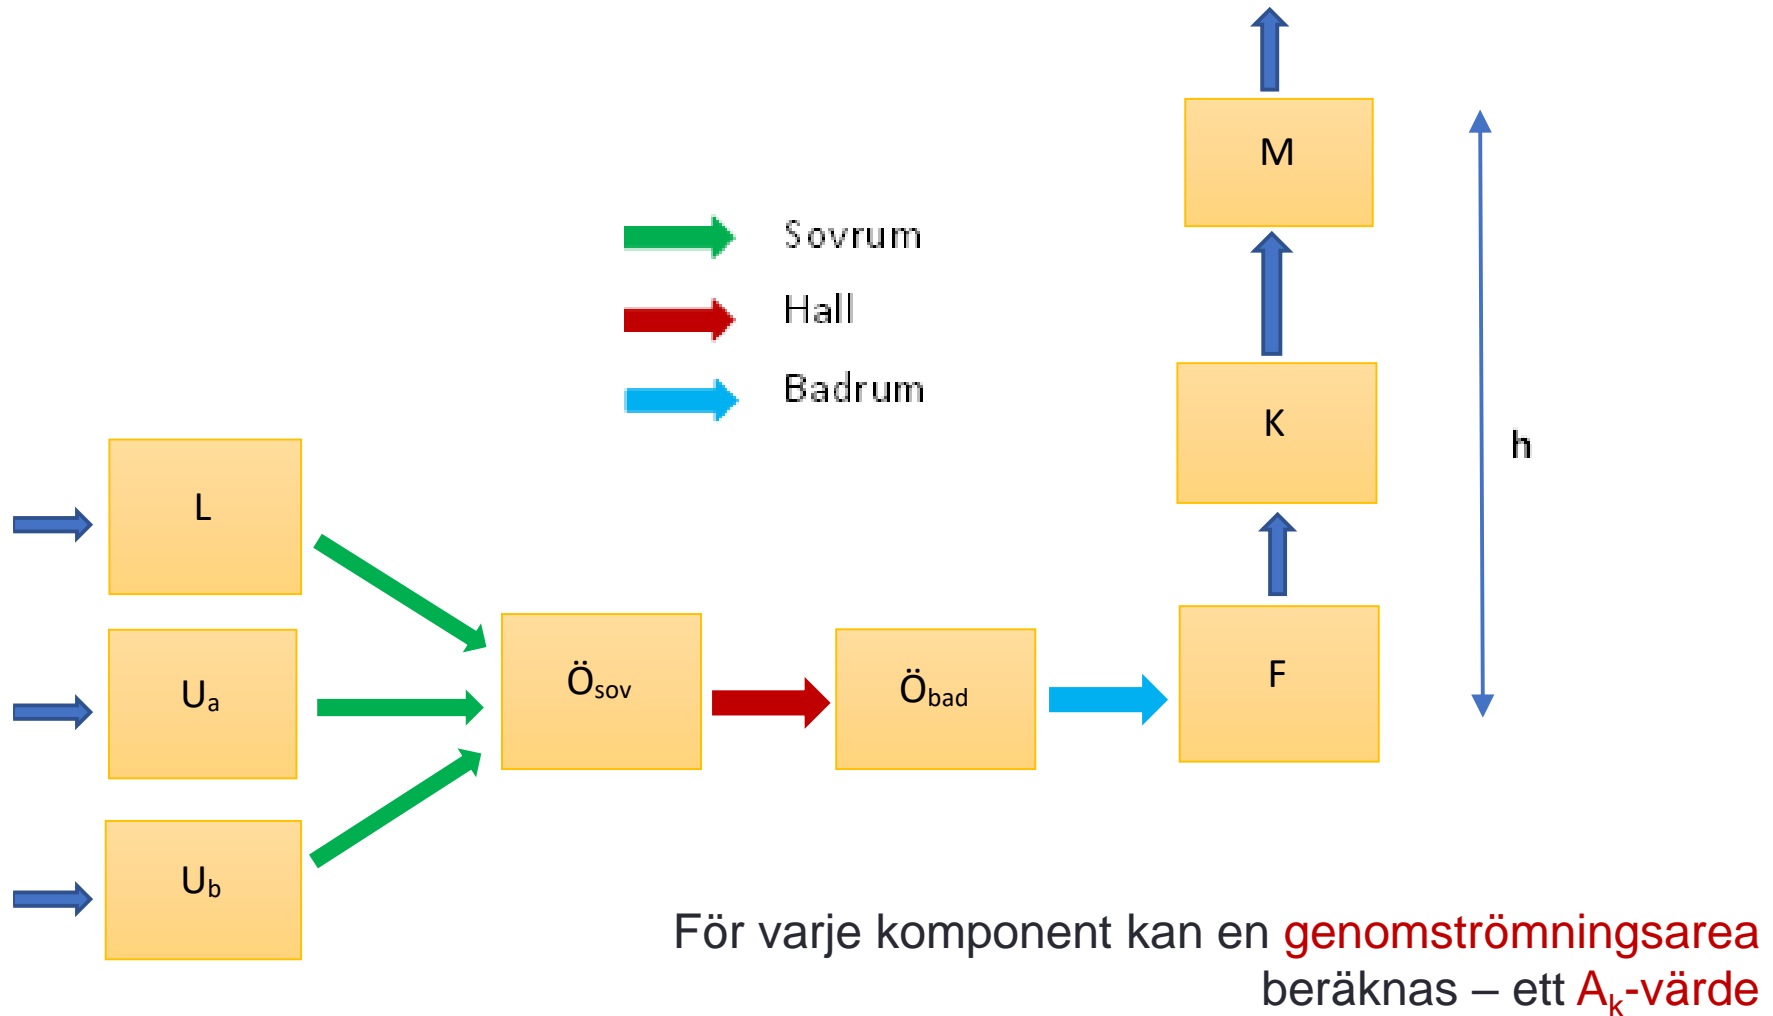 M
Sovrum
Hall
Badrum
K
h
L
Ösov
Öbad
F
Ua
Ub
För varje komponent kan en genomströmningsarea
beräknas – ett Ak-värde